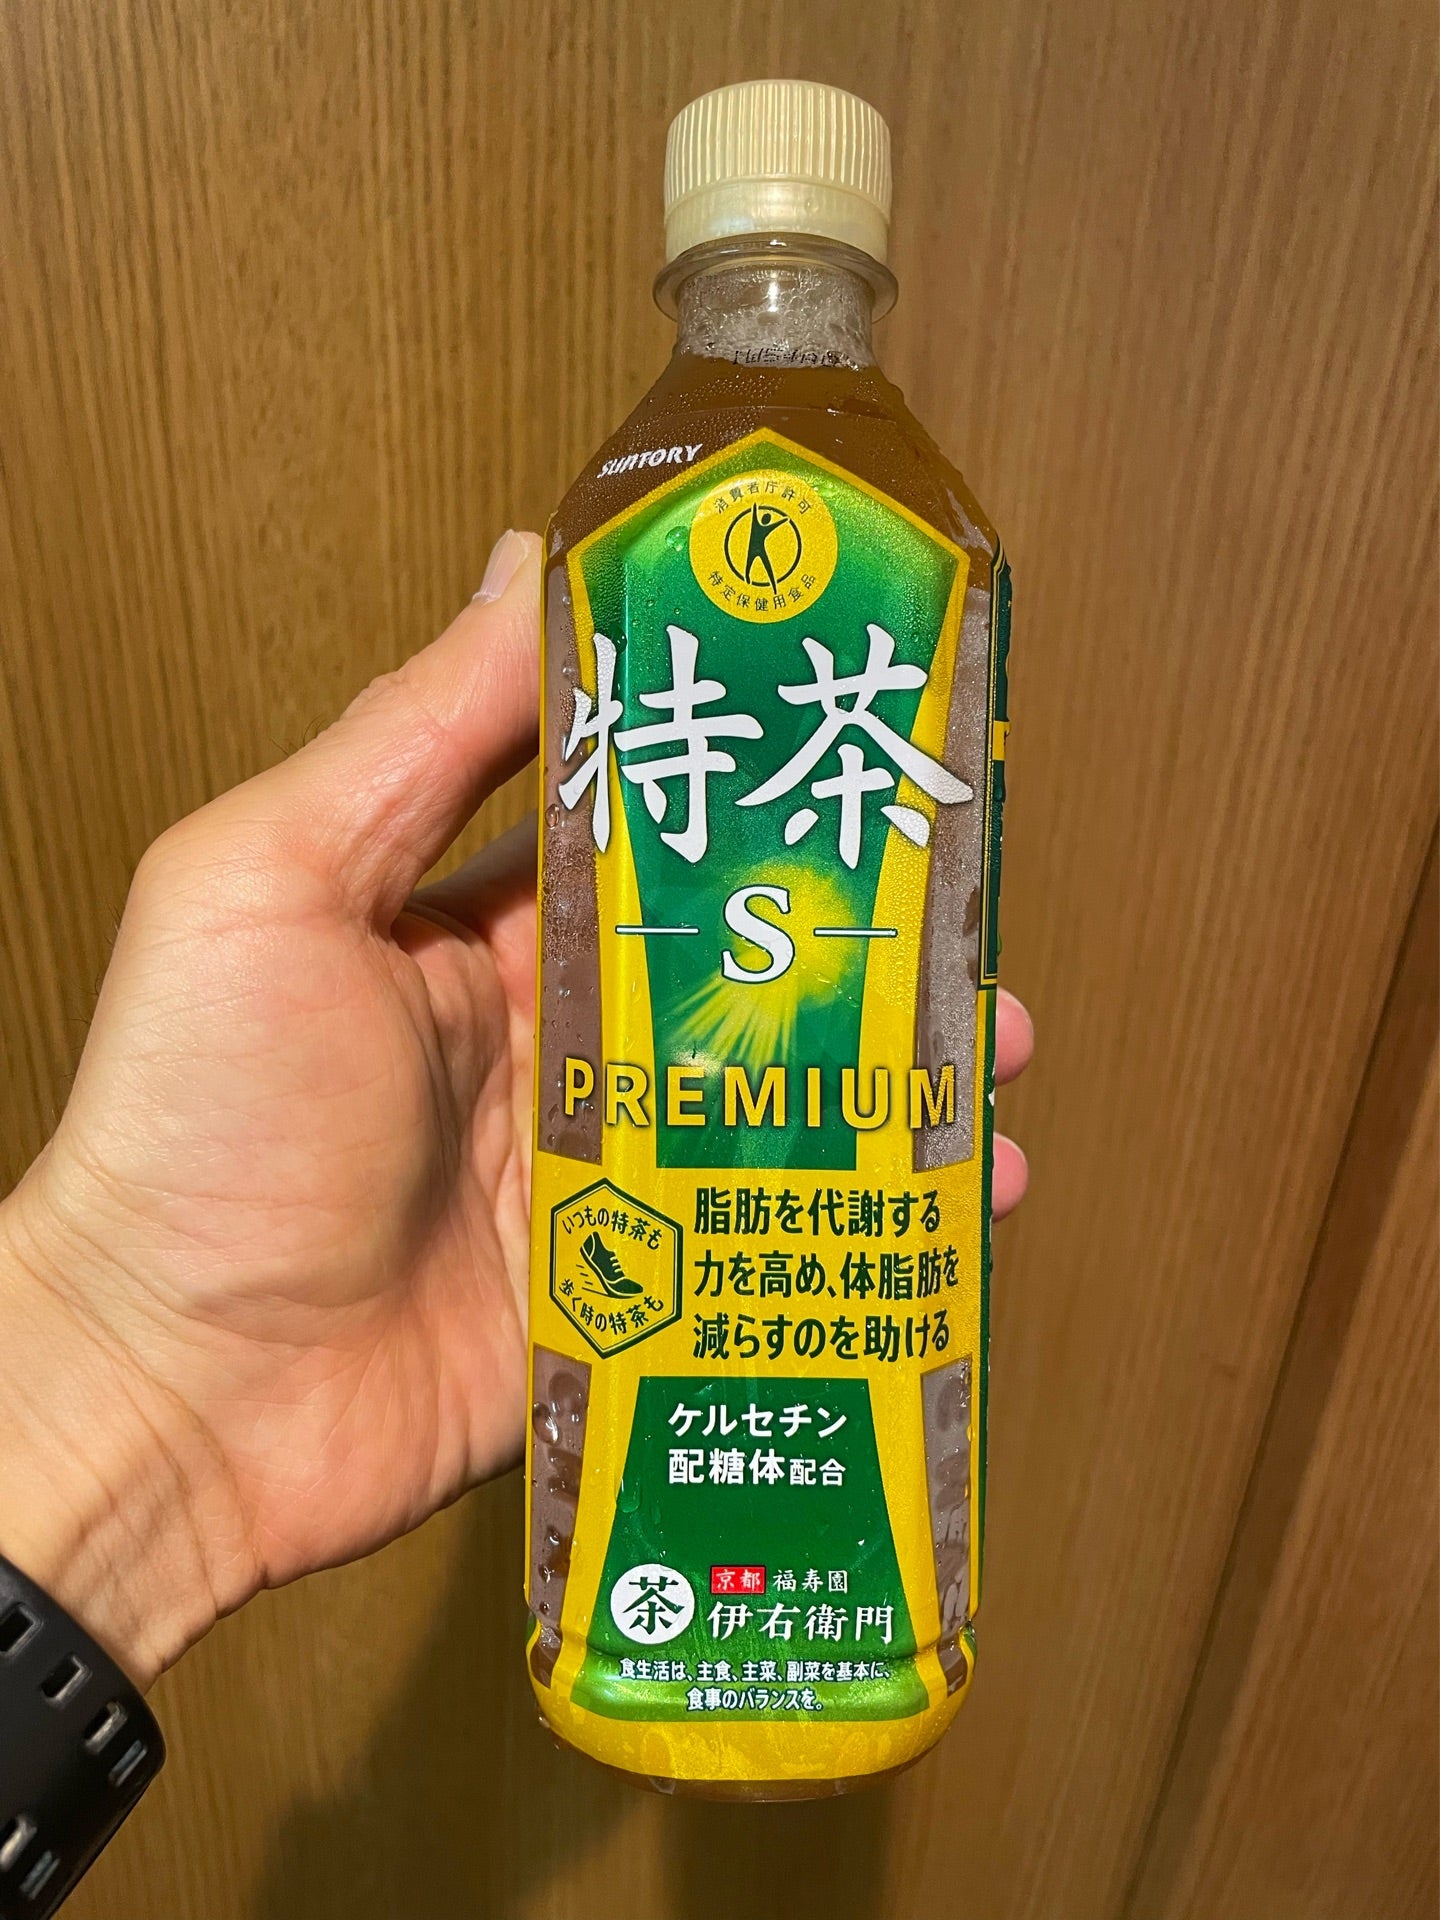 SUNTORY
消費者庁許可
特定保健用食品
特茶
S
PREMIUM
いつもの特茶も
歩く時の特茶も
脂肪を代謝する
力を高め、体脂肪を
減らすのを助ける
ケルセチン
配糖体配合
茶
京都 福寿園
伊右衛門
食生活は、主食、主菜、副菜を基本に、
食事のバランスを。